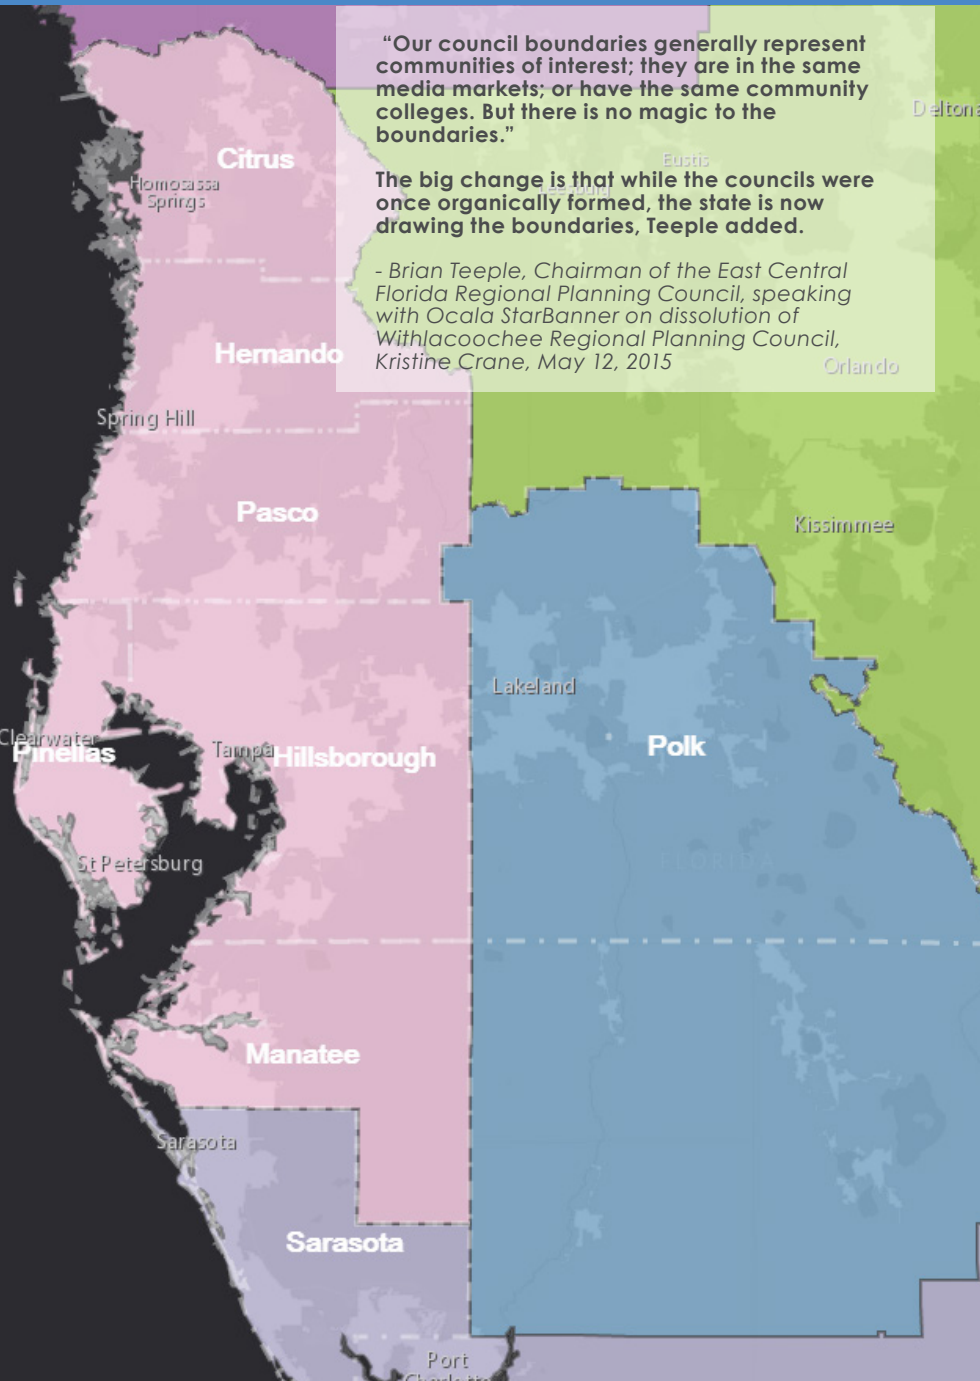 “Our council boundaries generally represent
communities of interest; they are in the same
media markets; or have the same community
colleges. But there is no magic to the
boundaries.”
The big change is that while the councils were
once organically formed, the state is now
drawing the boundaries, Teeple added.
- Brian Teeple, Chairman of the East Central
Florida Regional Planning Council, speaking
with Ocala StarBanner on dissolution of
Withlacoochee Regional Planning Council,
Kristine Crane, May 12, 2015
Deltona
Citrus
Eustis
Homosassa
Springs
Leesburg
Hernando
Orlando
Spring Hill
Pasco
Kissimmee
Lakeland
Clearwater
Pinellas
Tampa
Hillsborough
Polk
St Petersburg
FLORIDA
Manatee
Sarasota
Sarasota
Port
Charlotte